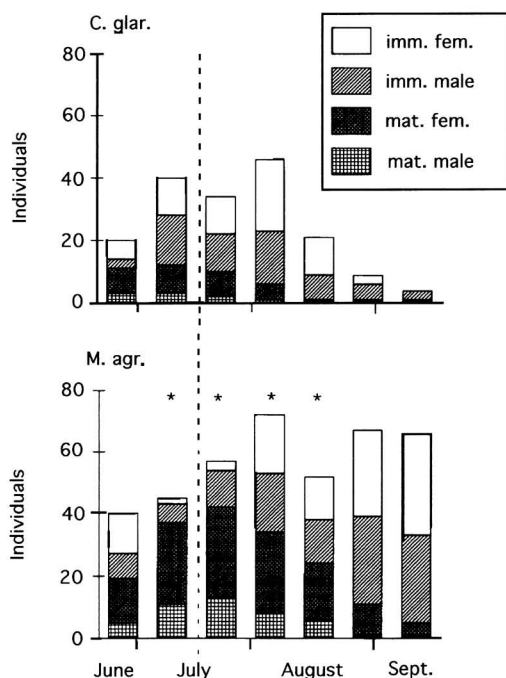 C. glar.
80
60
40
20
0
Individuals
imm. fem.
imm. male
mat. fem.
mat. male
M. agr.
80
60
40
20
0
Individuals
* * * *
June July August Sept.